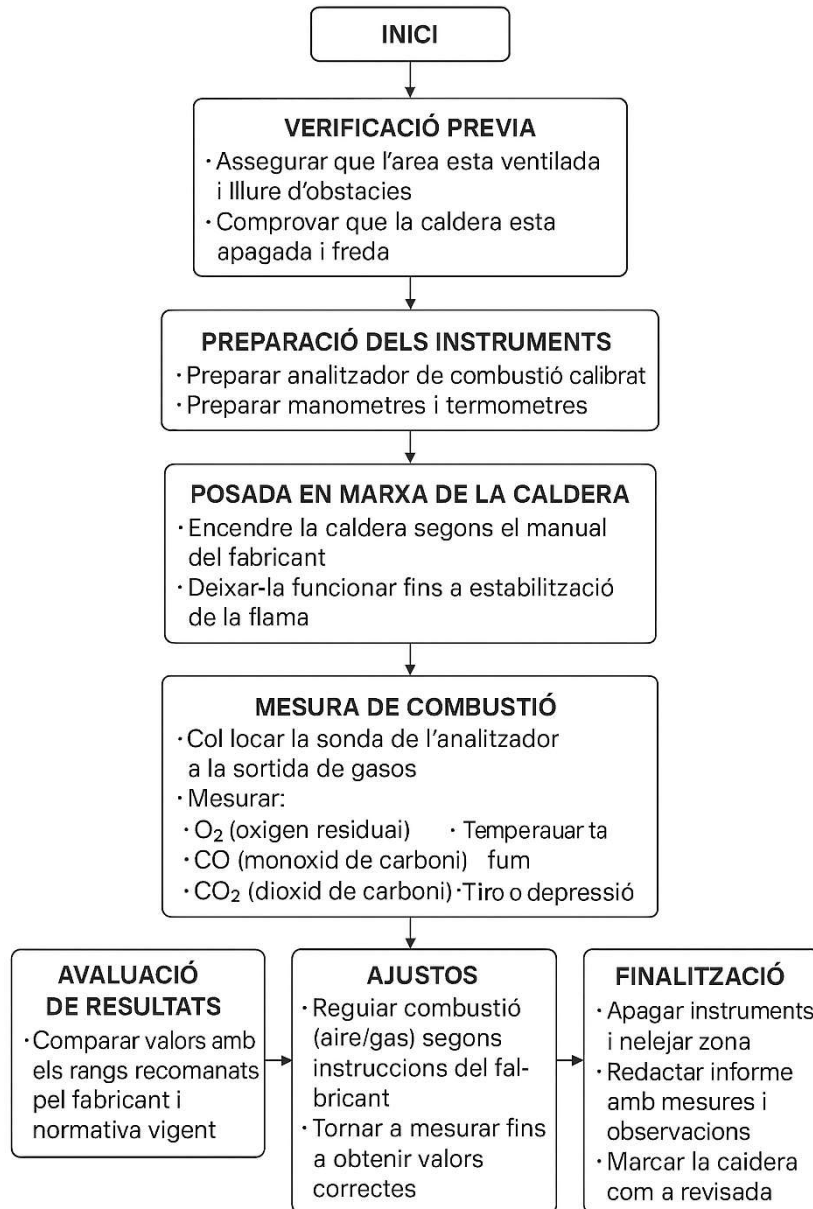 INICI
VERIFICACIÓ PREVIA
· Assegurar que l'area esta ventilada
i Illure d'obstacies
· Comprovar que la caldera esta
apagada i freda
PREPARACIÓ DELS INSTRUMENTS
· Preparar analitzador de combustió calibrat
· Preparar manometres i termometres
POSADA EN MARXA DE LA CALDERA
· Encendre la caldera segons el manual
del fabricant
· Deixar-la funcionar fins a estabilització
de la flama
MESURA DE COMBUSTIÓ
· Col locar la sonda de l'analitzador
a la sortida de gasos
· Mesurar:
· O₂ (oxigen residuai)
· CO (monoxid de carboni)
· CO₂ (dioxid de carboni)
· Temperauar ta
fum
· Tiro o depressió
AVALUACIÓ
DE RESULTATS
· Comparar valors amb
els rangs recomanats
pel fabricant i
normativa vigent
AJUSTOS
· Reguiar combustió
(aire/gas) segons
instruccions del fal-
bricant
· Tornar a mesurar fins
a obtenir valors
correctes
FINALITZACIÓ
· Apagar instruments
i nelejar zona
· Redactar informe
amb mesures i
observacions
· Marcar la caidera
com a revisada